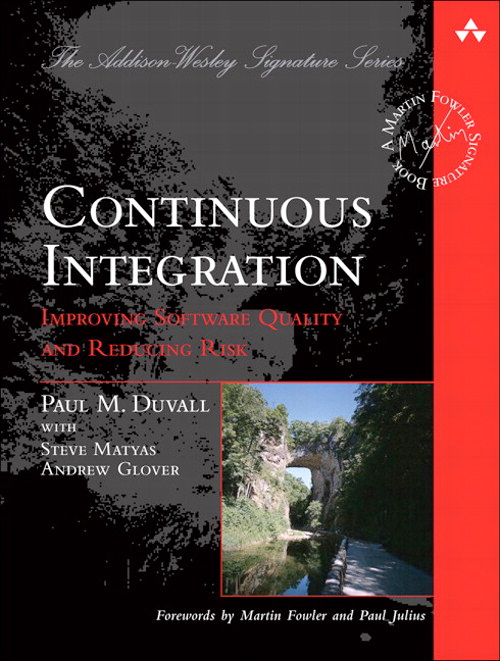 The Addison-Wesley Signature Series
A MARTIN FOWLER SIGNATURE BOOK
Martin
CONTINUOUS
INTEGRATION
IMPROVING SOFTWARE QUALITY
AND REDUCING RISK
PAUL M. DUVALL
WITH
STEVE MATYAS
ANDREW GLOVER
Forewords by Martin Fowler and Paul Julius